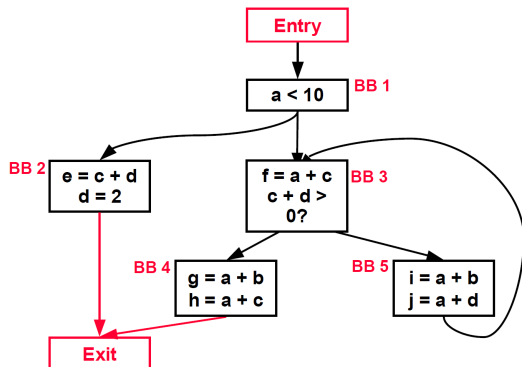 Entry
BB 1
a < 10
BB 2
e = c + d
d = 2
BB 3
f = a + c
c + d >
0?
BB 4
g = a + b
h = a + c
BB 5
i = a + b
j = a + d
Exit